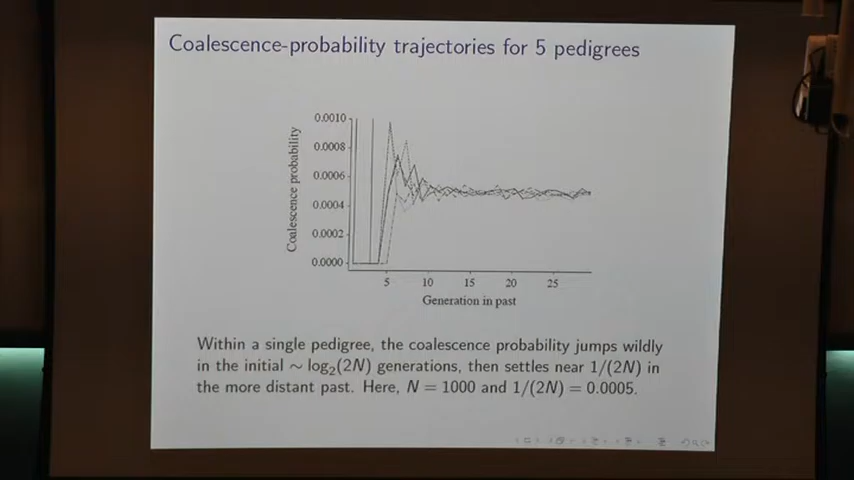 Coalescence-probability trajectories for 5 pedigrees
0.0010
0.0008
0.0006
0.0004
0.0002
0.0000
Coalescence probability
5 10 15 20 25
Generation in past
Within a single pedigree, the coalescence probability jumps wildly
in the initial ∼ log₂(2N) generations, then settles near 1/(2N) in
the more distant past. Here, N = 1000 and 1/(2N) = 0.0005.